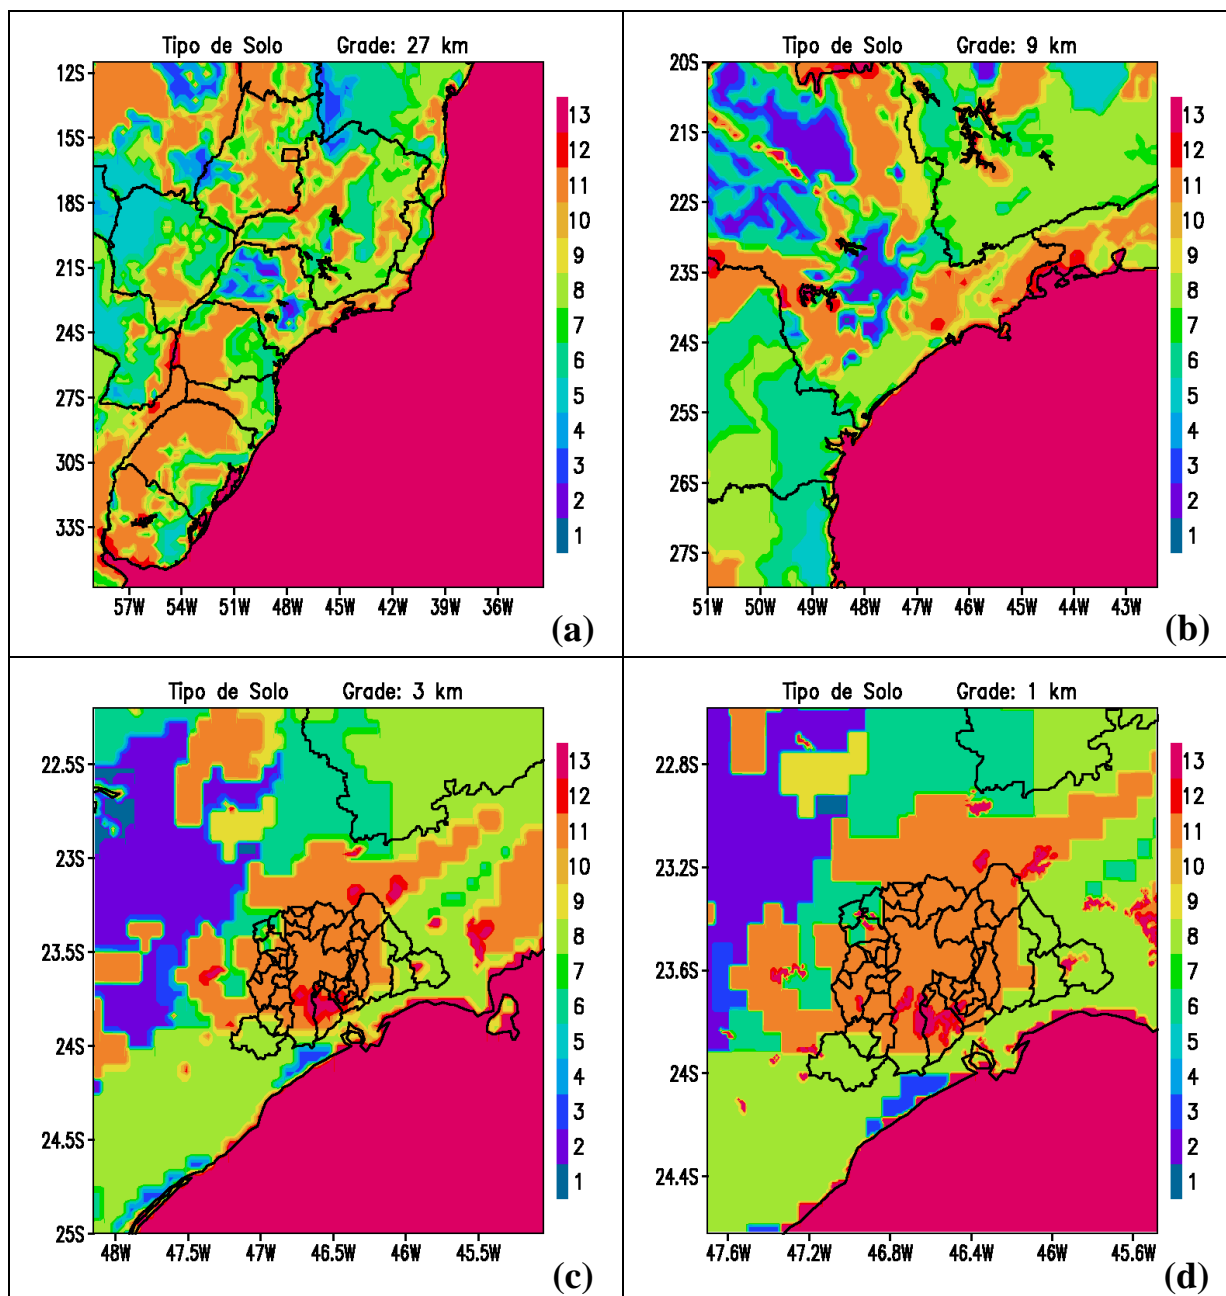 Tipo de Solo Grade: 27 km
12S
15S
18S
21S
24S
27S
30S
33S
57W 54W 51W 48W 45W 42W 39W 36W
13
12
11
10
9
8
7
6
5
4
3
2
1
(a)
Tipo de Solo Grade: 9 km
20S
21S
22S
23S
24S
25S
26S
27S
51W 50W 49W 48W 47W 46W 45W 44W 43W
13
12
11
10
9
8
7
6
5
4
3
2
1
(b)
Tipo de Solo Grade: 3 km
22.5S
23S
23.5S
24S
24.5S
25S
48W 47.5W 47W 46.5W 46W 45.5W
13
12
11
10
9
8
7
6
5
4
3
2
1
(c)
Tipo de Solo Grade: 1 km
22.8S
23.2S
23.6S
24S
24.4S
47.6W 47.2W 46.8W 46.4W 46W 45.6W
13
12
11
10
9
8
7
6
5
4
3
2
1
(d)